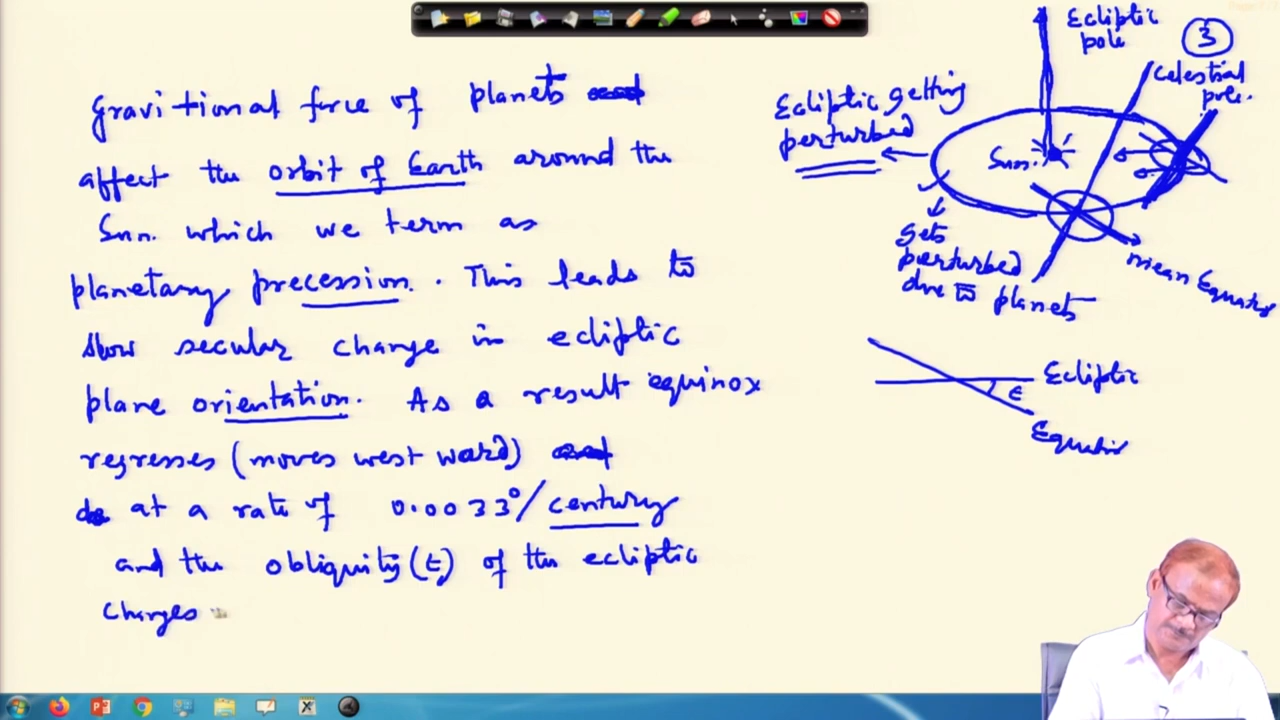 Gravitional force of planets
affect the orbit of Earth around the
Sun. which we term as
planetary precession. This leads to
slow secular change in ecliptic
plane orientation. As a result equinox
regresses (moves west ward)
at a rate of 0.0033°/century
and the obliquity (ε) of the ecliptic
changes
Ecliptic
pole
3
Celestial
pole.
Ecliptic getting
perturbed
Sun.
gets
perturbed
due to planets
mean Equator
Ecliptic
ε
Equator